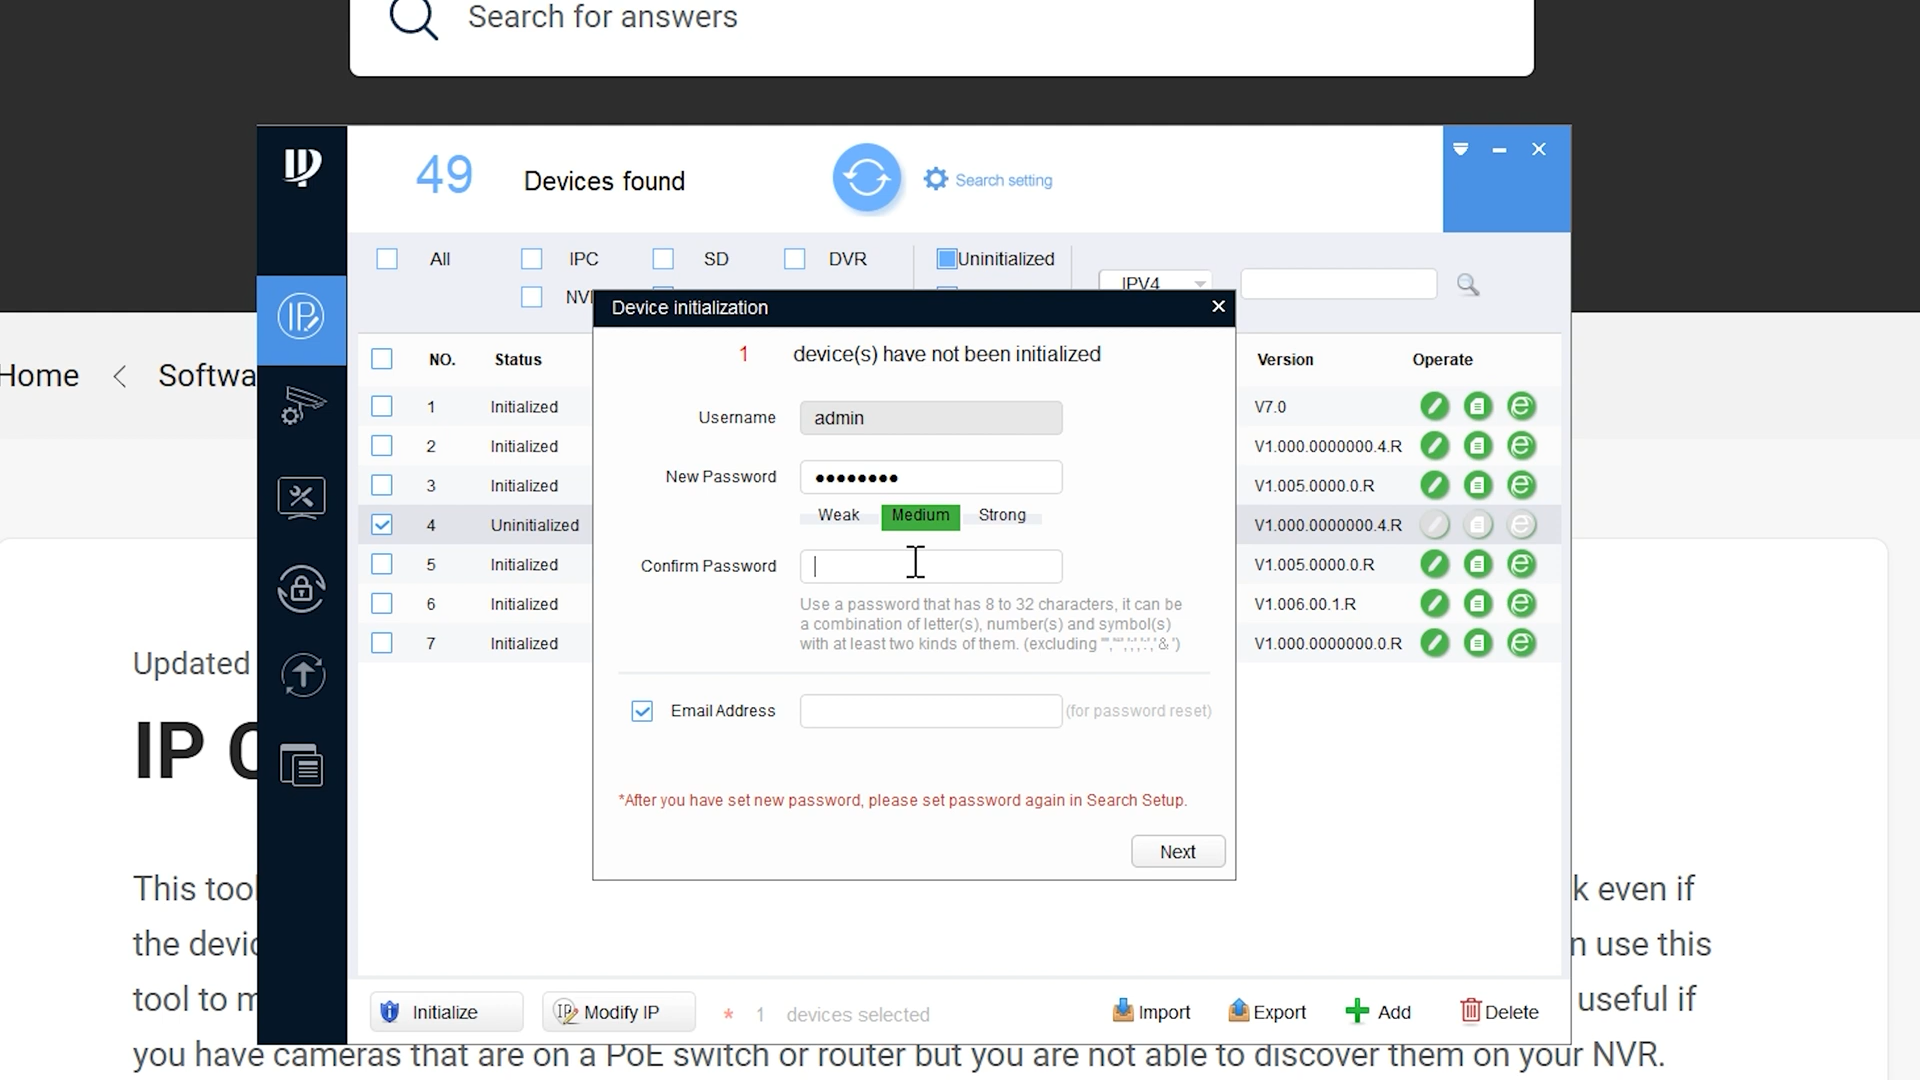 Search for answers
49 Devices found
Search setting
All IPC SD DVR Uninitialized
IPV4
Device initialization
1 device(s) have not been initialized
Home < Softwa
NO. Status Version Operate
1 Initialized V7.0
2 Initialized V1.000.0000000.4.R
3 Initialized V1.005.0000.0.R
4 Uninitialized V1.000.0000000.4.R
5 Initialized V1.005.0000.0.R
6 Initialized V1.006.00.1.R
7 Initialized V1.000.0000000.0.R
Username admin
New Password ●●●●●●●●
Weak Medium Strong
Confirm Password
Use a password that has 8 to 32 characters, it can be
a combination of letter(s), number(s) and symbol(s)
with at least two kinds of them. (excluding
Email Address (for password reset)
*After you have set new password, please set password again in Search Setup.
Next
Updated
IP
This tool k even if
the devic n use this
tool to m useful if
Initialize Modify IP * 1 devices selected Import Export Add Delete
you have cameras that are on a PoE switch or router but you are not able to discover them on your NVR.